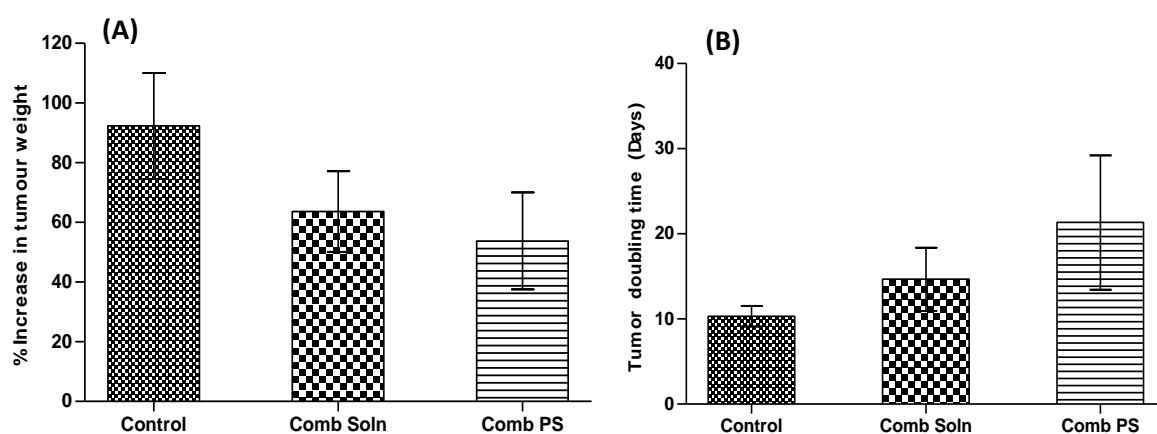 (A)
% Increase in tumour weight
120
100
80
60
40
20
0
Control Comb Soln Comb PS
(B)
Tumor doubling time (Days)
40
30
20
10
0
Control Comb Soln Comb PS